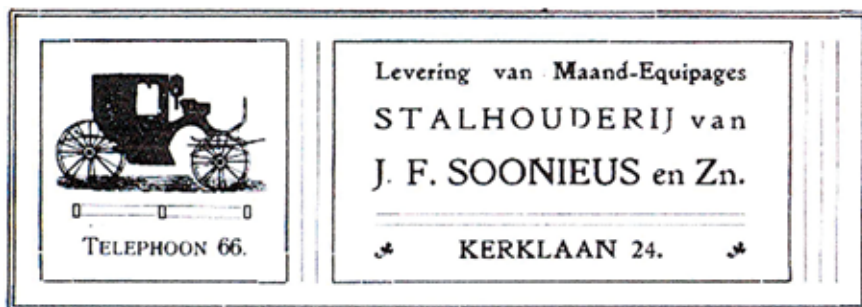 Levering van Maand-Equipages
STALHOUDERIJ van
J. F. SOONIEUS en Zn.
KERKLAAN 24.
TELEPHOON 66.